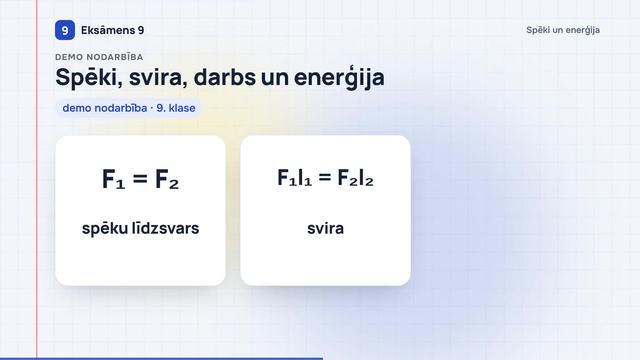 9 Eksāmens 9
Spēki un enerģija
DEMO NODARBĪBA
Spēki, svira, darbs un enerģija
demo nodarbība · 9. klase
F₁ = F₂
F₁l₁ = F₂l₂
spēku līdzsvars
svira